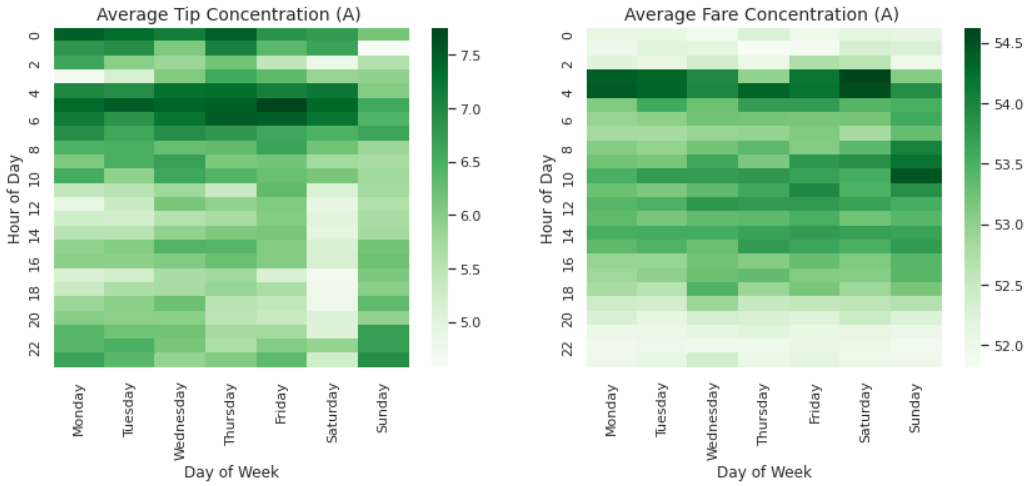 Average Tip Concentration (A)
Hour of Day
0
2
4
6
8
10
12
14
16
18
20
22
Monday
Tuesday
Wednesday
Thursday
Friday
Saturday
Sunday
Day of Week
7.5
7.0
6.5
6.0
5.5
5.0
Average Fare Concentration (A)
Hour of Day
0
2
4
6
8
10
12
14
16
18
20
22
Monday
Tuesday
Wednesday
Thursday
Friday
Saturday
Sunday
Day of Week
54.5
54.0
53.5
53.0
52.5
52.0